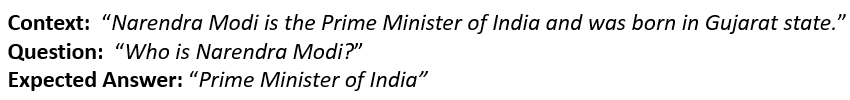 Context: “Narendra Modi is the Prime Minister of India and was born in Gujarat state.”
Question: “Who is Narendra Modi?”
Expected Answer: “Prime Minister of India”